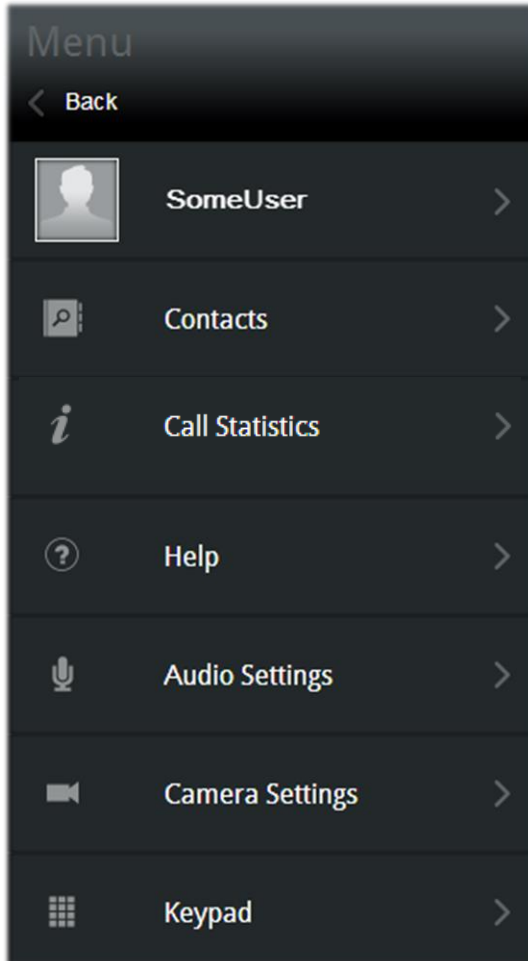 Menu
Back
SomeUser
Contacts
Call Statistics
Help
Audio Settings
Camera Settings
Keypad